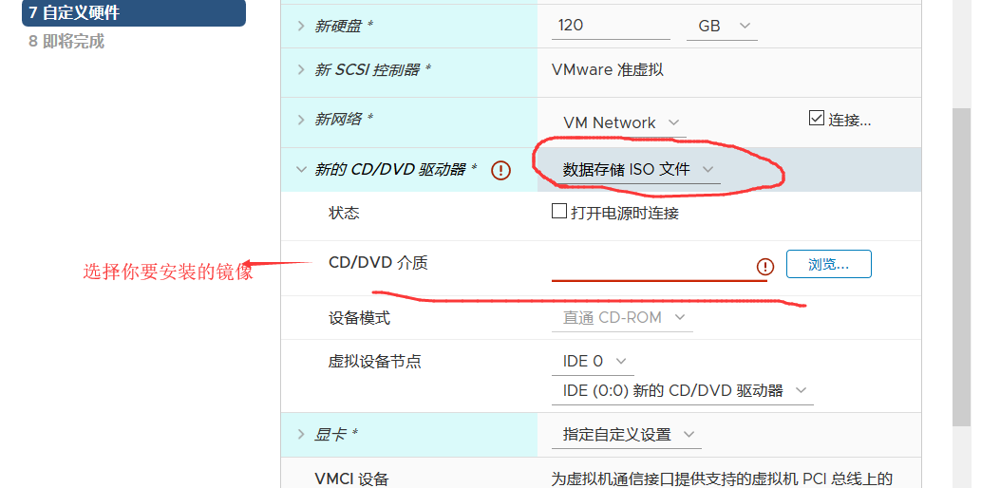 7 自定义硬件
8 即将完成
新硬盘 * 120 GB
新 SCSI 控制器 * VMware 准虚拟
新网络 * VM Network 连接...
新的 CD/DVD 驱动器 * 数据存储 ISO 文件
状态 打开电源时连接
选择你要安装的镜像 CD/DVD 介质 浏览...
设备模式 直通 CD-ROM
虚拟设备节点 IDE 0
IDE (0:0) 新的 CD/DVD 驱动器
显卡 * 指定自定义设置
VMCI 设备 为虚拟机通信接口提供支持的虚拟机 PCI 总线上的